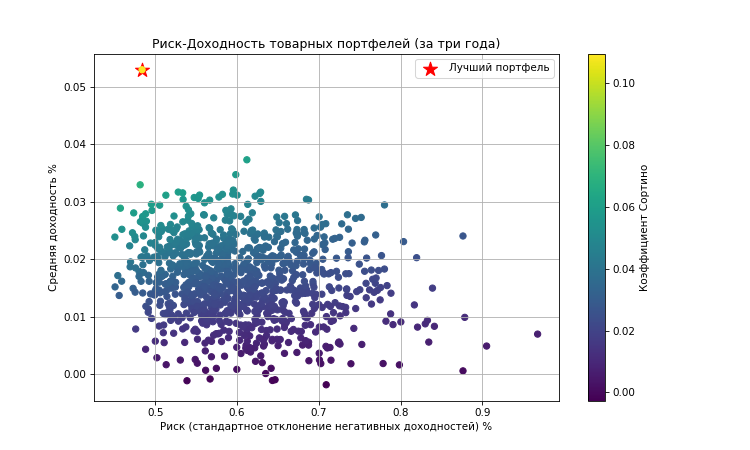 Риск-Доходность товарных портфелей (за три года)
Лучший портфель
Средняя доходность %
0.05
0.04
0.03
0.02
0.01
0.00
0.5 0.6 0.7 0.8 0.9
Риск (стандартное отклонение негативных доходностей) %
0.10
0.08
0.06
0.04
0.02
0.00
Коэффициент Сортино